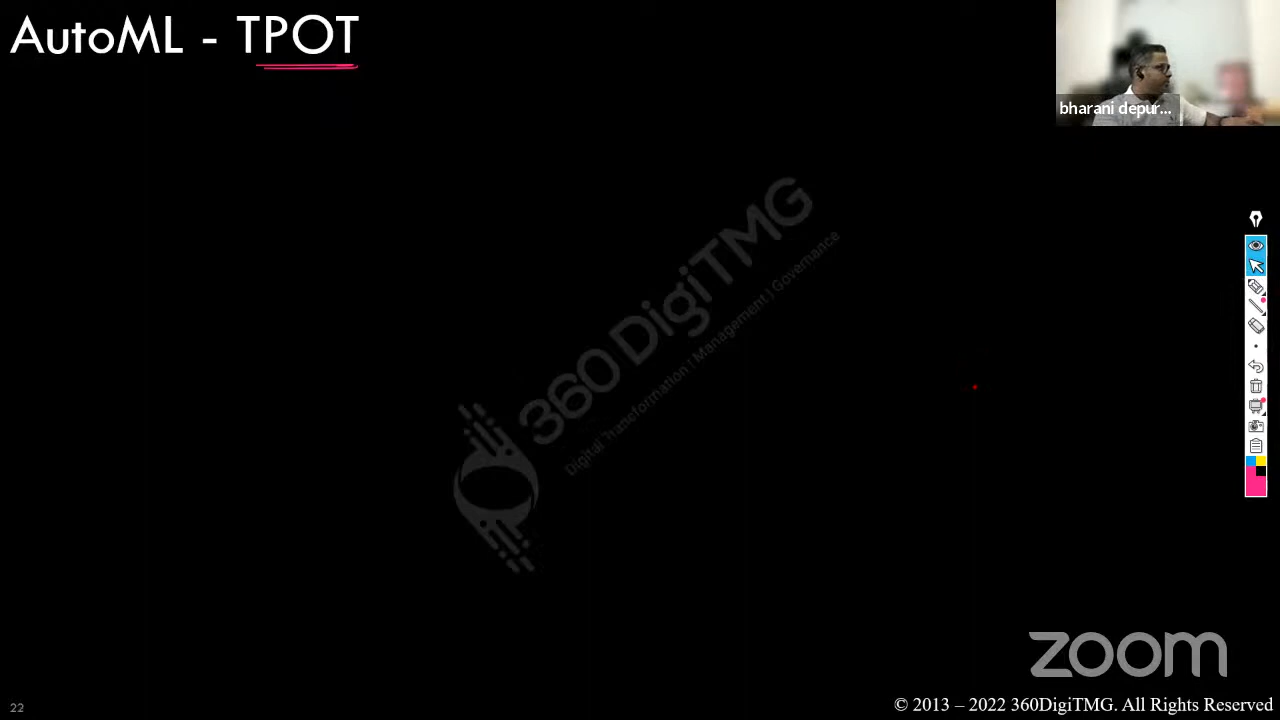 AutoML - TPOT
bharani depur...
360DigiTMG
Digital Transformation | Management | Governance
zoom
22
© 2013 – 2022 360DigiTMG. All Rights Reserved